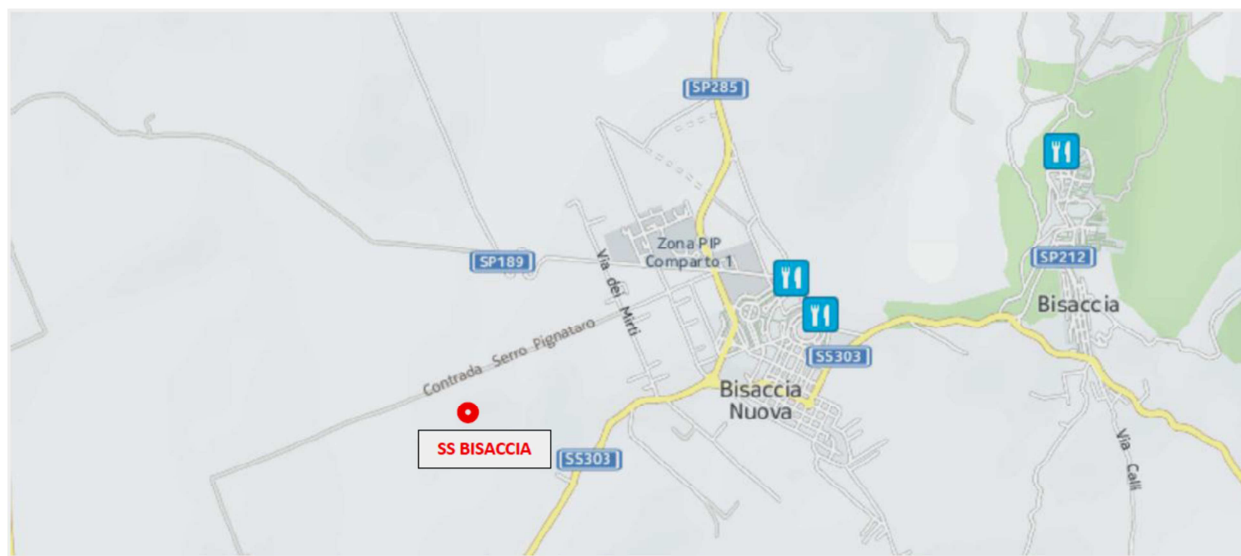 SP285
SP189
Zona PIP
Comparto 1
Via dei Mirti
SP212
Bisaccia
Contrada Serro Pignataro
SS303
Bisaccia
Nuova
SS BISACCIA
SS303
Via Calli